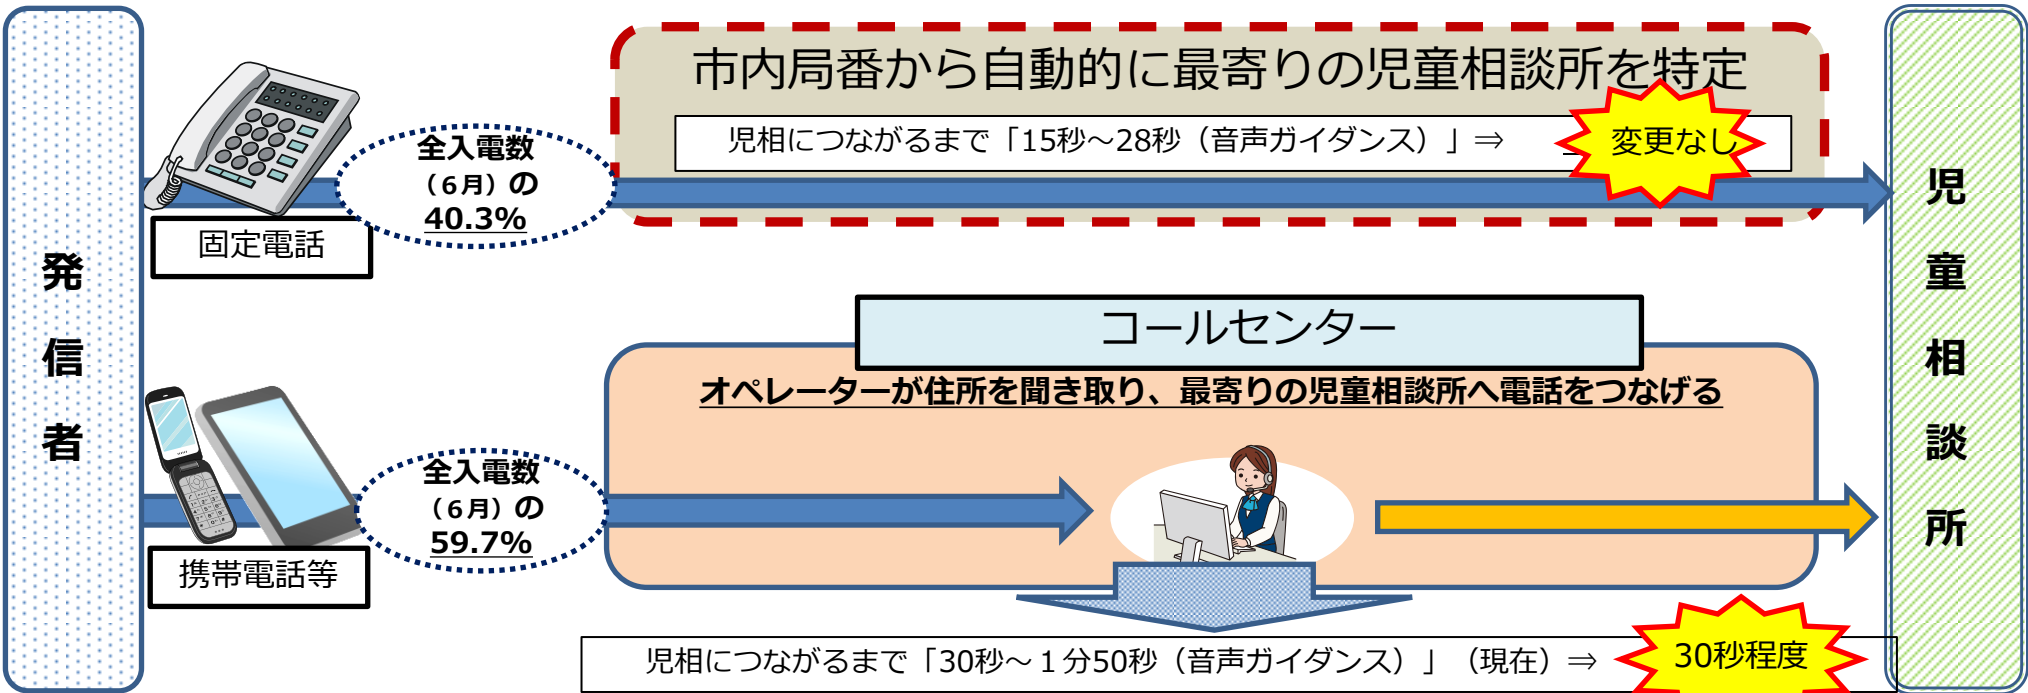 発信者
固定電話
全入電数
（６月）の
40.3%
市内局番から自動的に最寄りの児童相談所を特定
児相につながるまで「15秒～28秒（音声ガイダンス）」⇒
変更なし
携帯電話等
全入電数
（６月）の
59.7%
コールセンター
オペレーターが住所を聞き取り、最寄りの児童相談所へ電話をつなげる
児相につながるまで「30秒～１分50秒（音声ガイダンス）」（現在）⇒
30秒程度
児童相談所